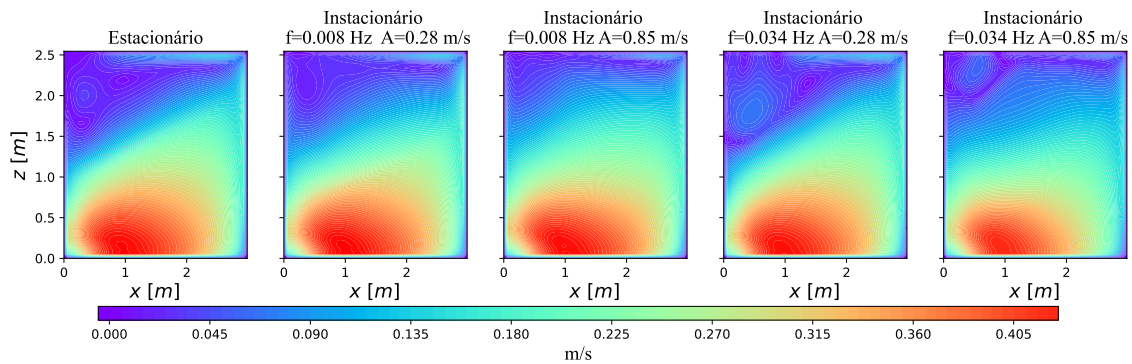 Estacionário
Instacionário
f=0.008 Hz A=0.28 m/s
Instacionário
f=0.008 Hz A=0.85 m/s
Instacionário
f=0.034 Hz A=0.28 m/s
Instacionário
f=0.034 Hz A=0.85 m/s
2.5
2.0
1.5
1.0
0.5
0.0
z [m]
0 1 2
0 1 2
0 1 2
0 1 2
0 1 2
x [m]
x [m]
x [m]
x [m]
x [m]
0.000 0.045 0.090 0.135 0.180 0.225 0.270 0.315 0.360 0.405
m/s